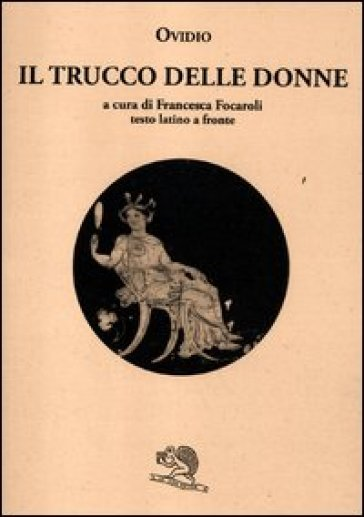 OVIDIO
IL TRUCCO DELLE DONNE
a cura di Francesca Focaroli
testo latino a fronte